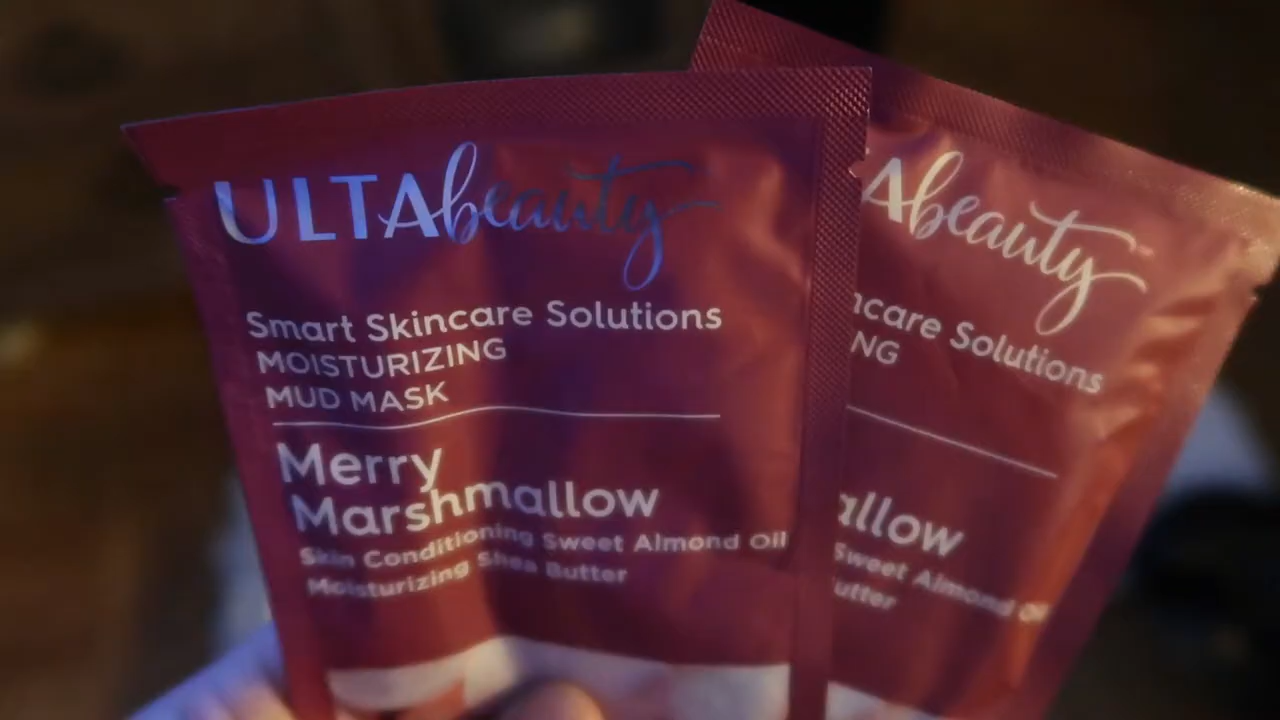 ULTAbeauty
Smart Skincare Solutions
MOISTURIZING
MUD MASK
Merry
Marshmallow
Skin Conditioning Sweet Almond Oil
Moisturizing Shea Butter
Abeauty
ncare Solutions
NG
allow
Sweet Almond Oil
utter